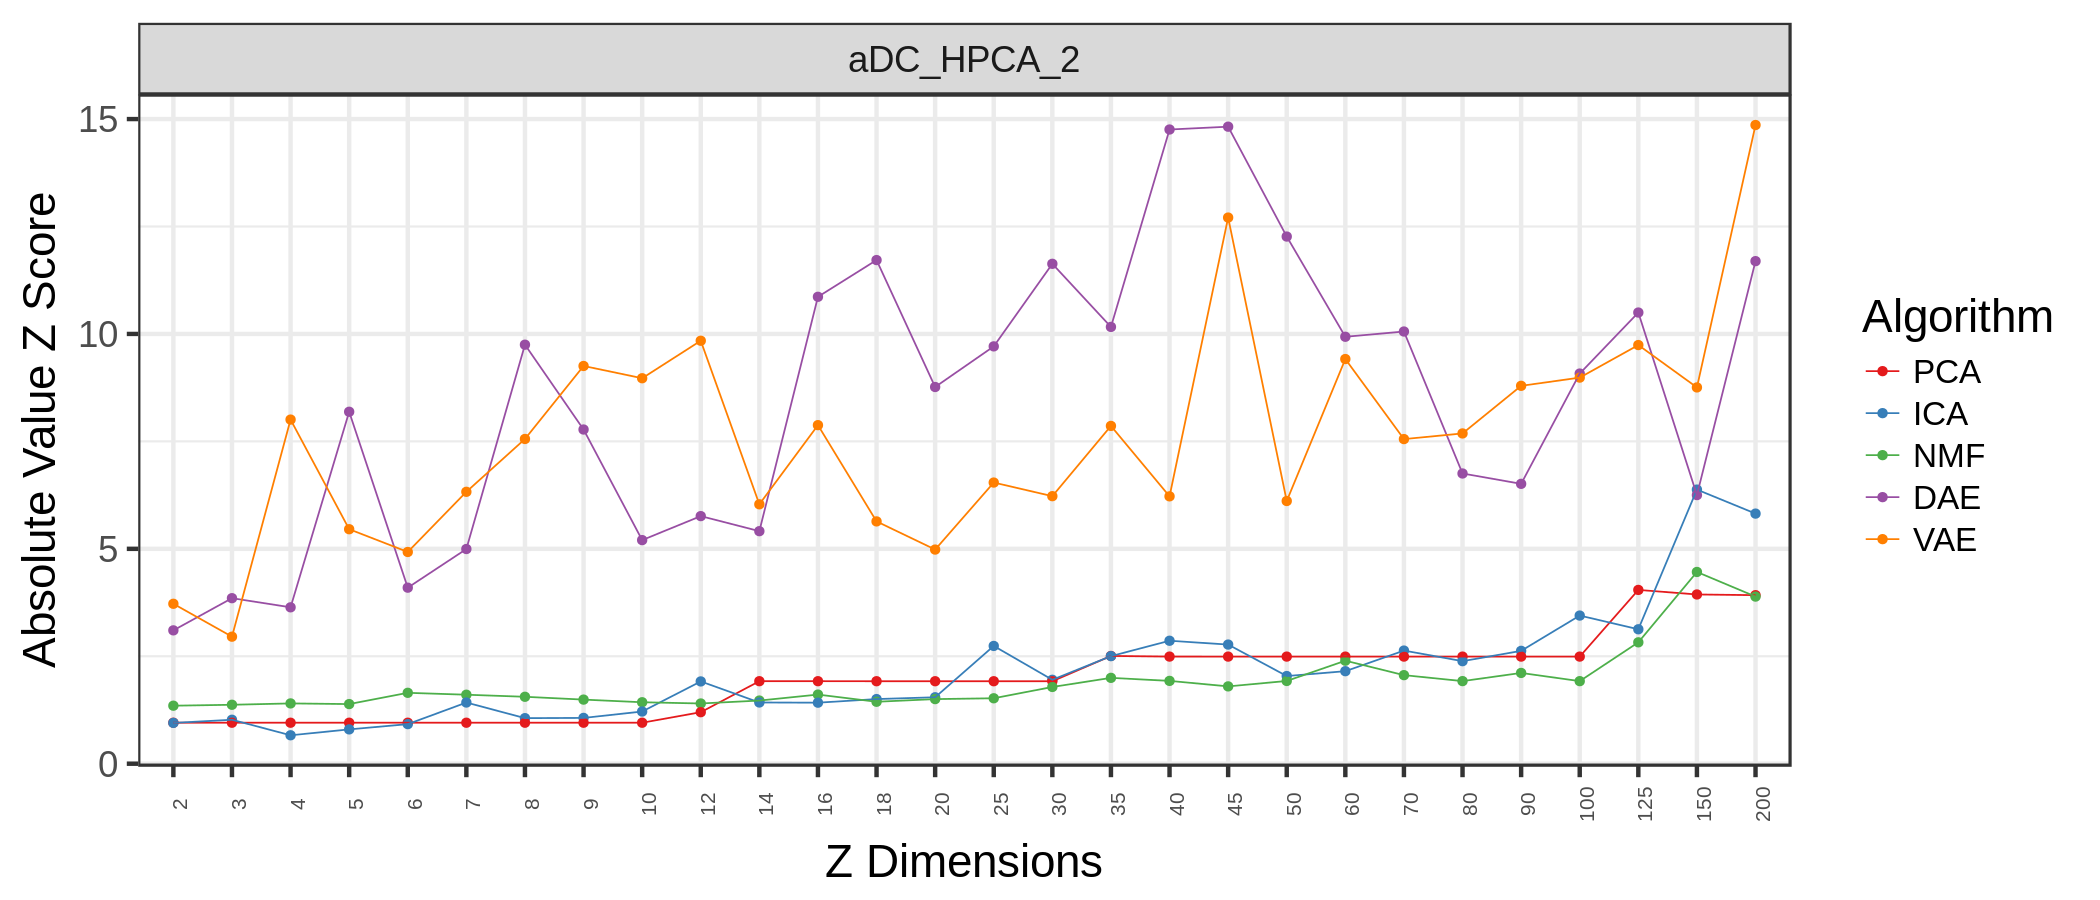 aDC_HPCA_2
Absolute Value Z Score
15
10
5
0
2 3 4 5 6 7 8 9 10 12 14 16 18 20 25 30 35 40 45 50 60 70 80 90 100 125 150 200
Z Dimensions
Algorithm
PCA
ICA
NMF
DAE
VAE